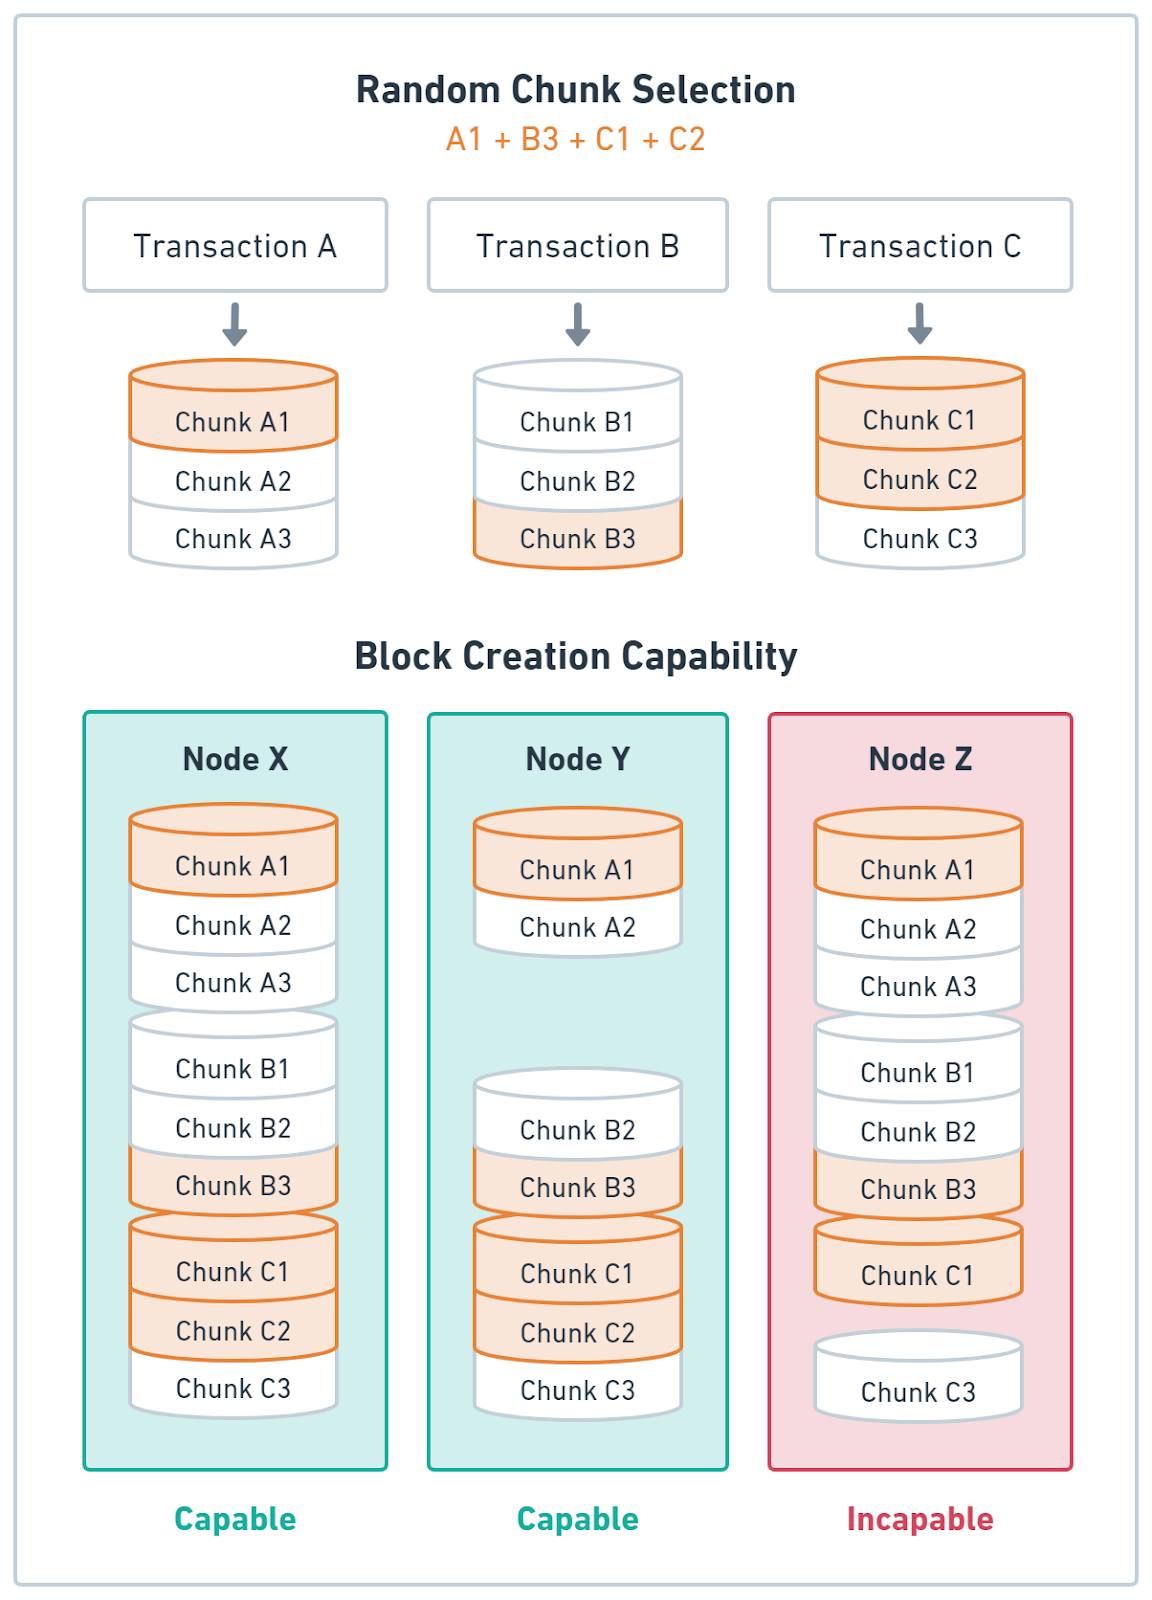 Random Chunk Selection
A1 + B3 + C1 + C2
Transaction A
Transaction B
Transaction C
Chunk A1
Chunk A2
Chunk A3
Chunk B1
Chunk B2
Chunk B3
Chunk C1
Chunk C2
Chunk C3
Block Creation Capability
Node X
Chunk A1
Chunk A2
Chunk A3
Chunk B1
Chunk B2
Chunk B3
Chunk C1
Chunk C2
Chunk C3
Capable
Node Y
Chunk A1
Chunk A2
Chunk B2
Chunk B3
Chunk C1
Chunk C2
Chunk C3
Capable
Node Z
Chunk A1
Chunk A2
Chunk A3
Chunk B1
Chunk B2
Chunk B3
Chunk C1
Chunk C3
Incapable